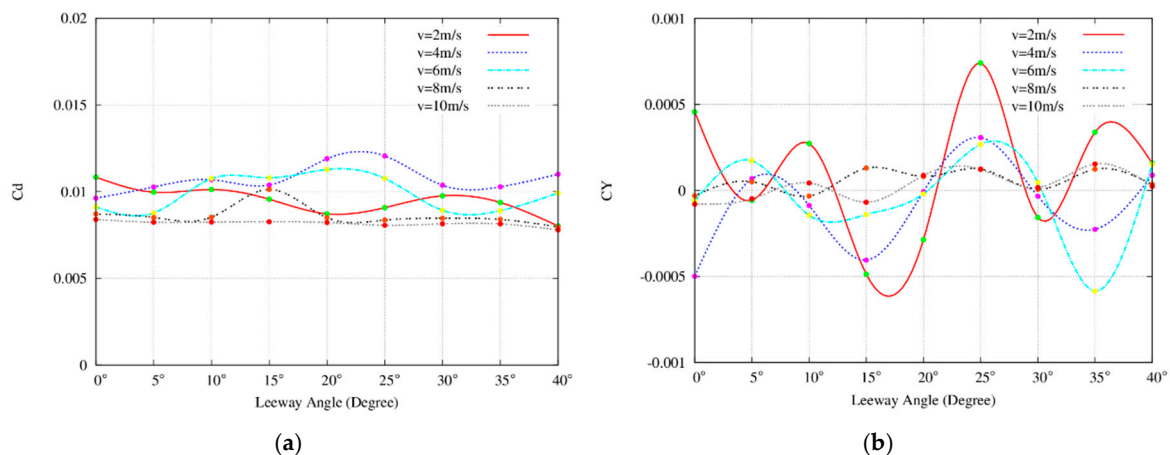 0.02
v=2m/s
v=4m/s
v=6m/s
v=8m/s
v=10m/s
0.015
Cd
0.01
0.005
0
0° 5° 10° 15° 20° 25° 30° 35° 40°
Leeway Angle (Degree)
(a)
0.001
v=2m/s
v=4m/s
v=6m/s
v=8m/s
v=10m/s
0.0005
CY
0
-0.0005
-0.001
0° 5° 10° 15° 20° 25° 30° 35° 40°
Leeway Angle (Degree)
(b)